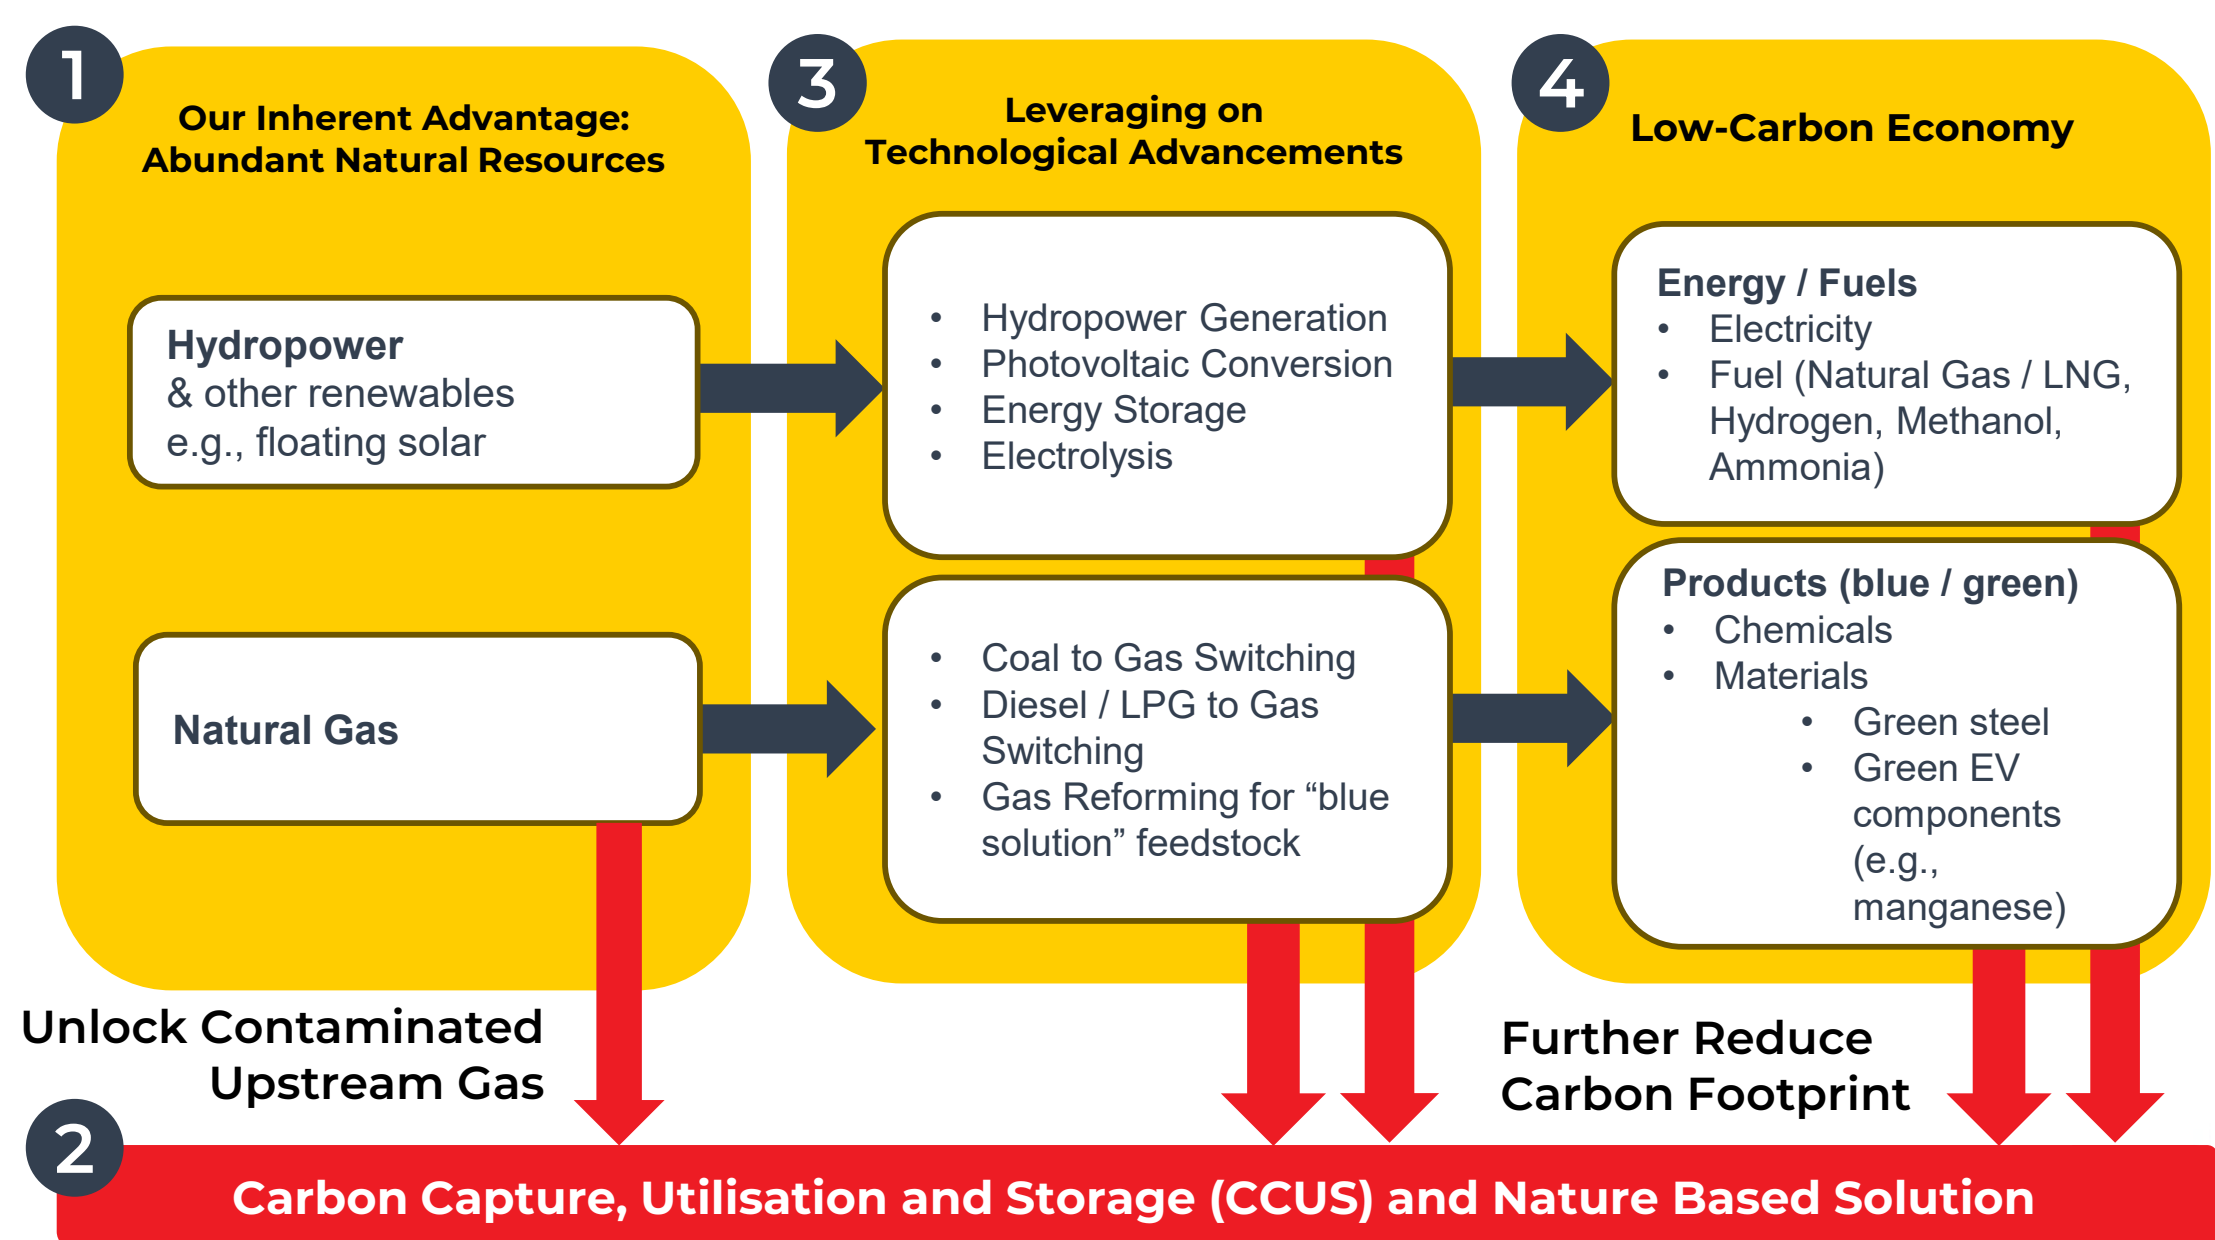 1
Our Inherent Advantage:
Abundant Natural Resources
Hydropower
& other renewables
e.g., floating solar
Natural Gas
Unlock Contaminated
Upstream Gas
3
Leveraging on
Technological Advancements
• Hydropower Generation
• Photovoltaic Conversion
• Energy Storage
• Electrolysis
• Coal to Gas Switching
• Diesel / LPG to Gas
Switching
• Gas Reforming for “blue
solution” feedstock
4
Low-Carbon Economy
Energy / Fuels
• Electricity
• Fuel (Natural Gas / LNG,
Hydrogen, Methanol,
Ammonia)
Products (blue / green)
• Chemicals
• Materials
• Green steel
• Green EV
components
(e.g.,
manganese)
Further Reduce
Carbon Footprint
2
Carbon Capture, Utilisation and Storage (CCUS) and Nature Based Solution